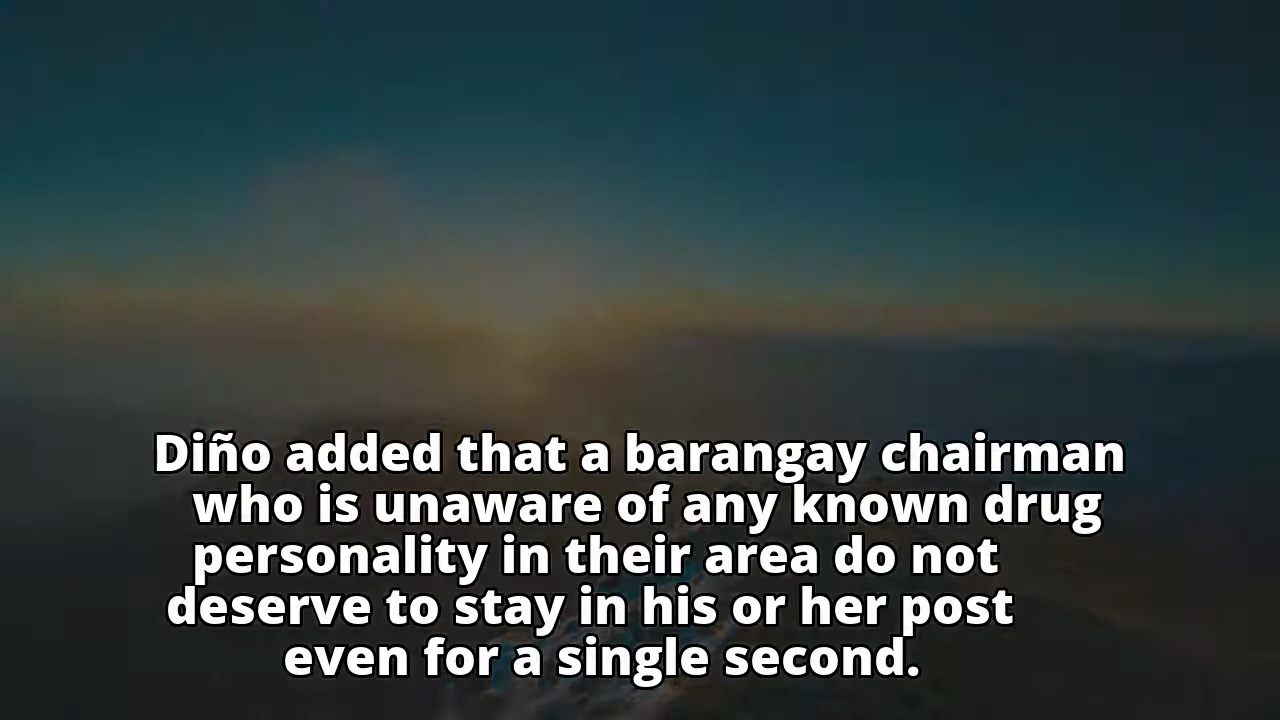 Diño added that a barangay chairman
who is unaware of any known drug
personality in their area do not
deserve to stay in his or her post
even for a single second.